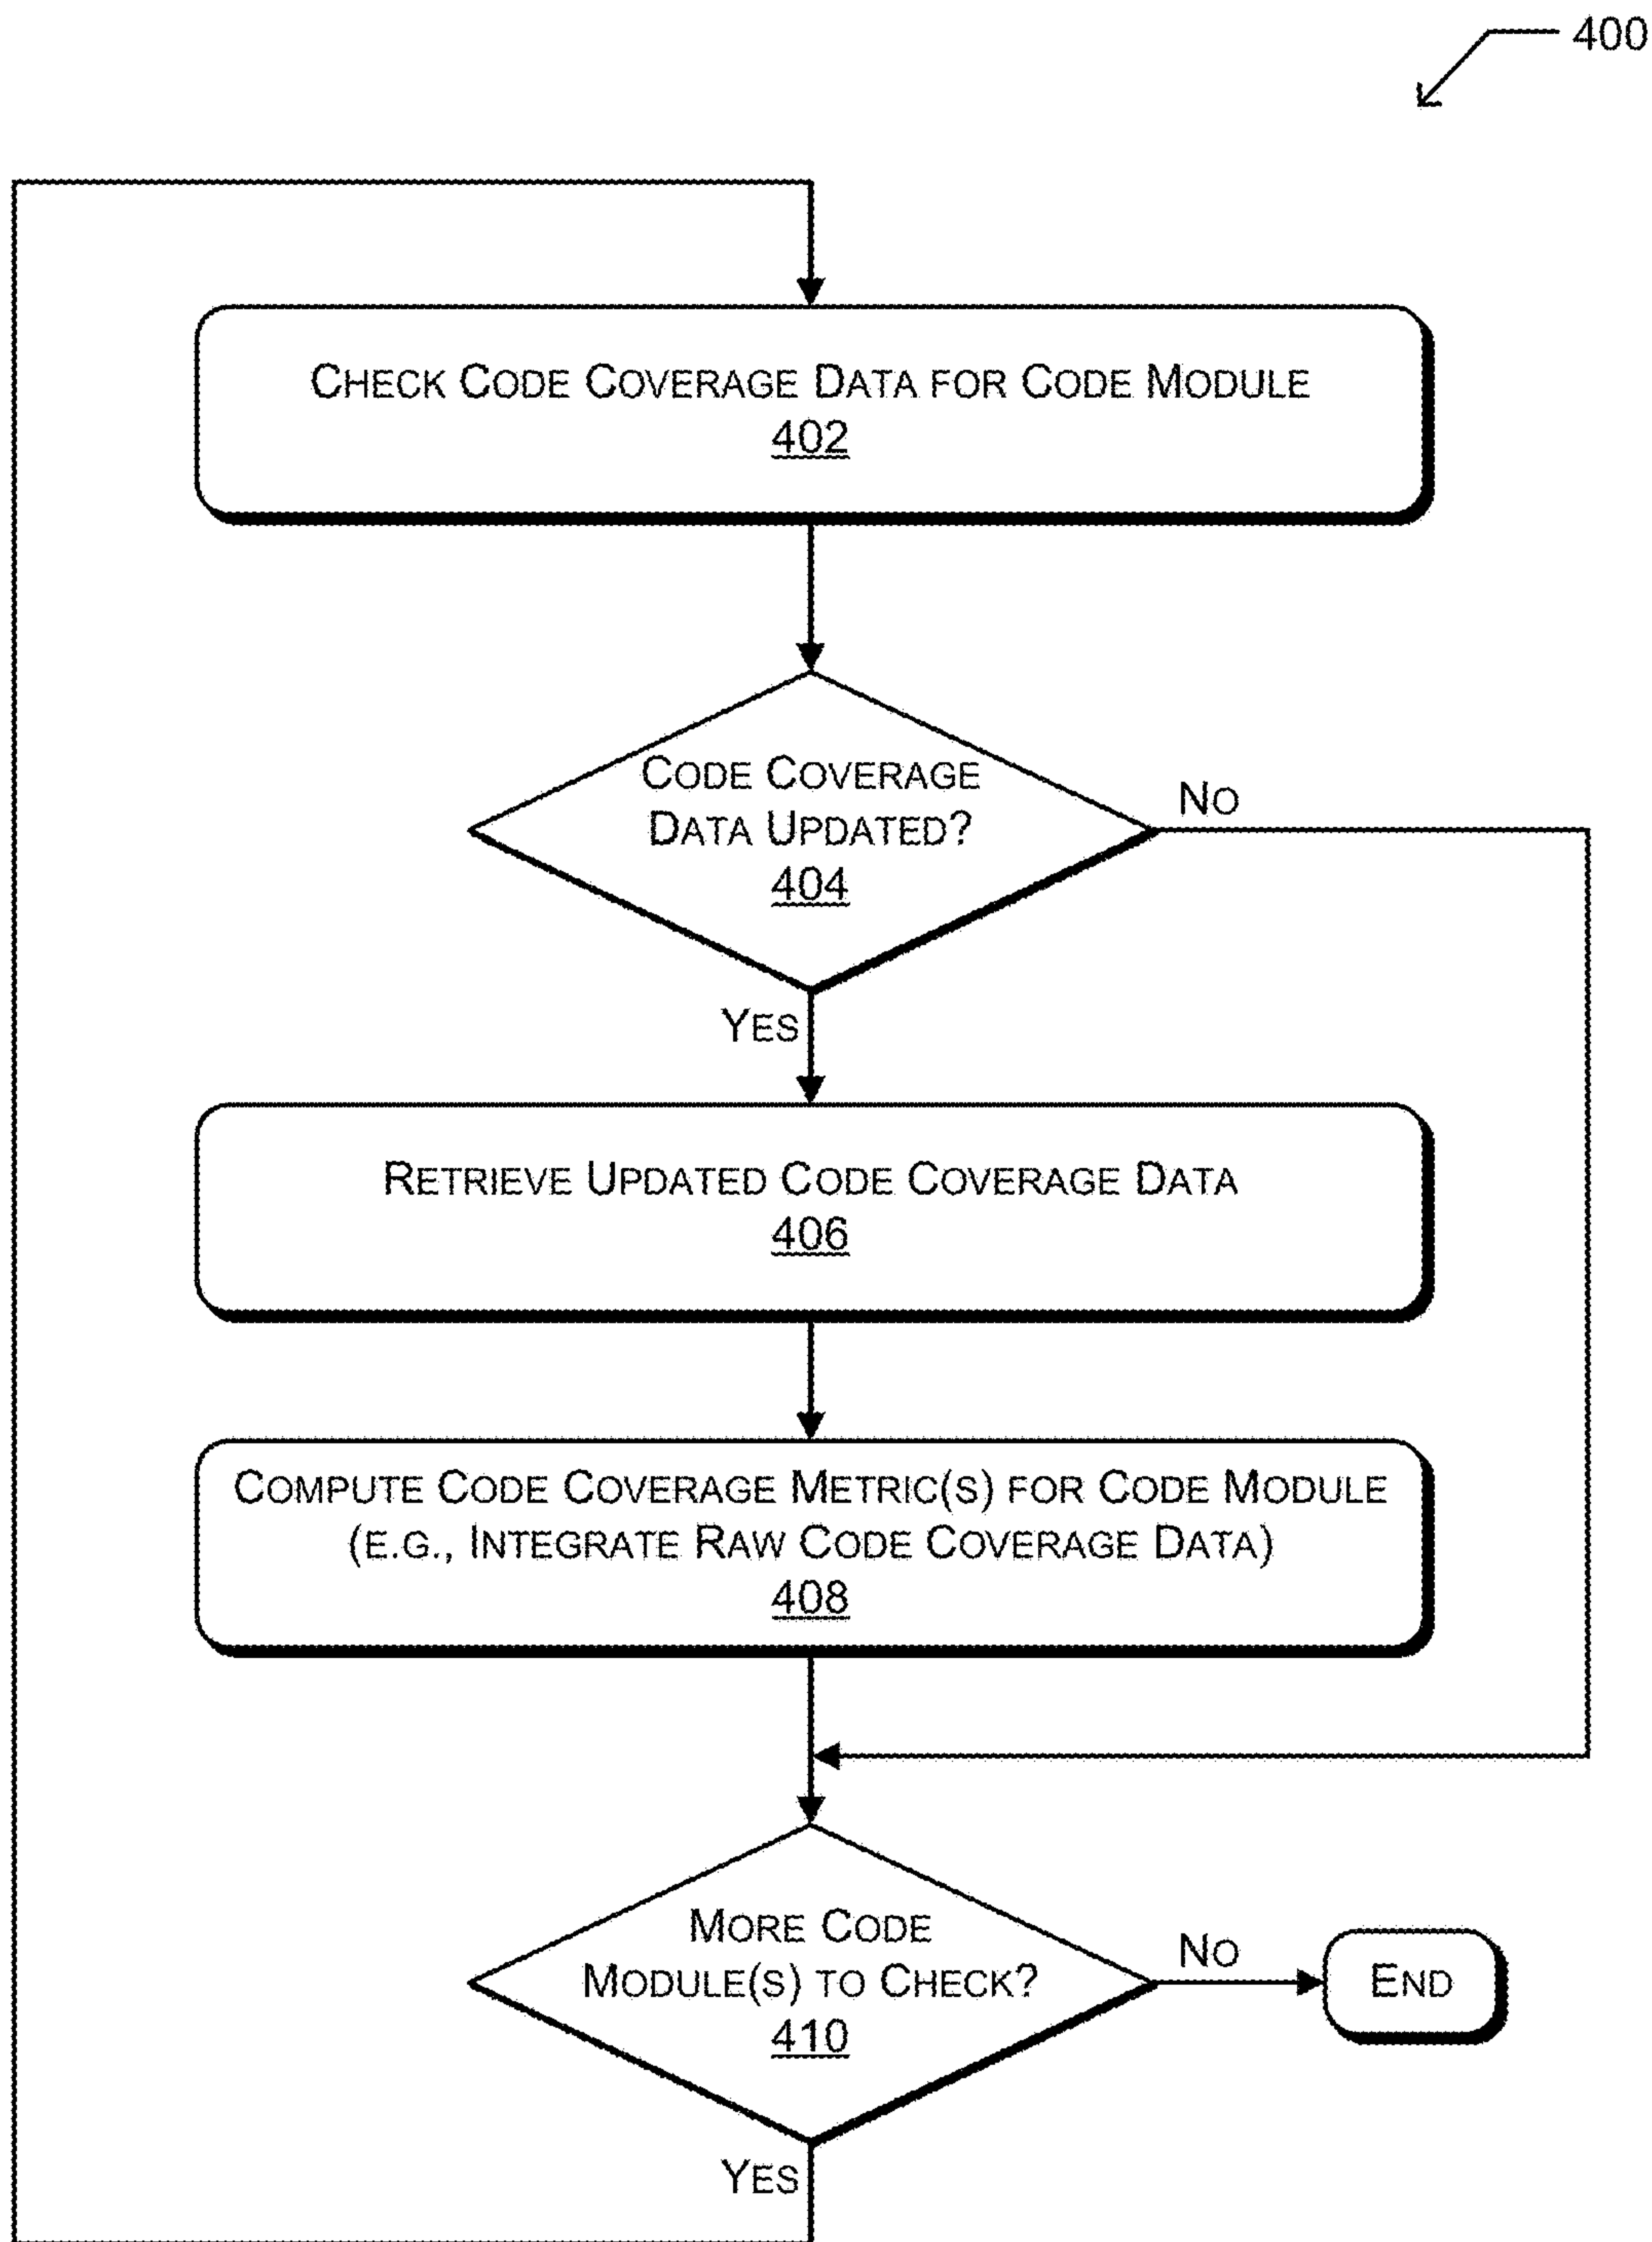 400
CHECK CODE COVERAGE DATA FOR CODE MODULE
402
CODE COVERAGE
DATA UPDATED?
404
NO
YES
RETRIEVE UPDATED CODE COVERAGE DATA
406
COMPUTE CODE COVERAGE METRIC(S) FOR CODE MODULE
(E.G., INTEGRATE RAW CODE COVERAGE DATA)
408
MORE CODE
MODULE(S) TO CHECK?
410
NO
END
YES